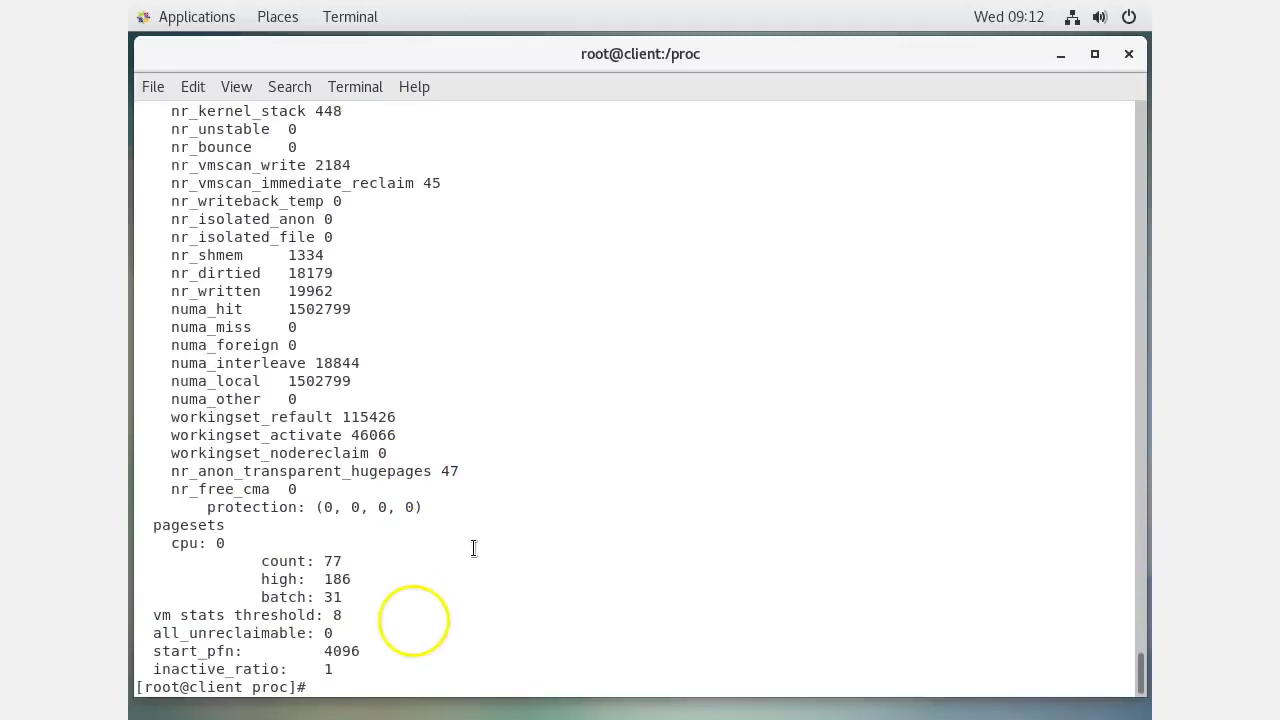 Applications Places Terminal Wed 09:12
root@client:/proc
File Edit View Search Terminal Help
nr_kernel_stack 448
nr_unstable 0
nr_bounce 0
nr_vmscan_write 2184
nr_vmscan_immediate_reclaim 45
nr_writeback_temp 0
nr_isolated_anon 0
nr_isolated_file 0
nr_shmem 1334
nr_dirtied 18179
nr_written 19962
numa_hit 1502799
numa_miss 0
numa_foreign 0
numa_interleave 18844
numa_local 1502799
numa_other 0
workingset_refault 115426
workingset_activate 46066
workingset_nodereclaim 0
nr_anon_transparent_hugepages 47
nr_free_cma 0
protection: (0, 0, 0, 0)
pagesets
cpu: 0
count: 77
high: 186
batch: 31
vm stats threshold: 8
all_unreclaimable: 0
start_pfn: 4096
inactive_ratio: 1
[root@client proc]#